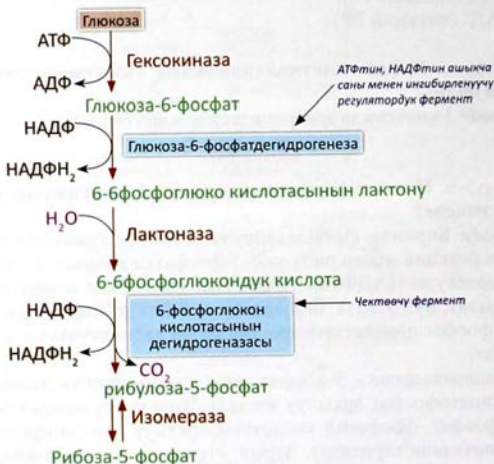 Глюкоза
АТФ
Гексокиназа
АДФ
Глюкоза-6-фосфат
АТФтин, НАДФтин ашыкча
саны менен ингибирленүүчү
регулятордук фермент
НАДФ
Глюкоза-6-фосфатдегидрогенеза
НАДФН2
6-6фосфоглюко кислотасынын лактону
H2O
Лактоназа
6-6фосфоглюкондук кислота
НАДФ
6-фосфоглюкон
кислотасынын
дегидрогеназасы
Чектөөчү фермент
НАДФН2
CO2
рибулоза-5-фосфат
Изомераза
Рибоза-5-фосфат